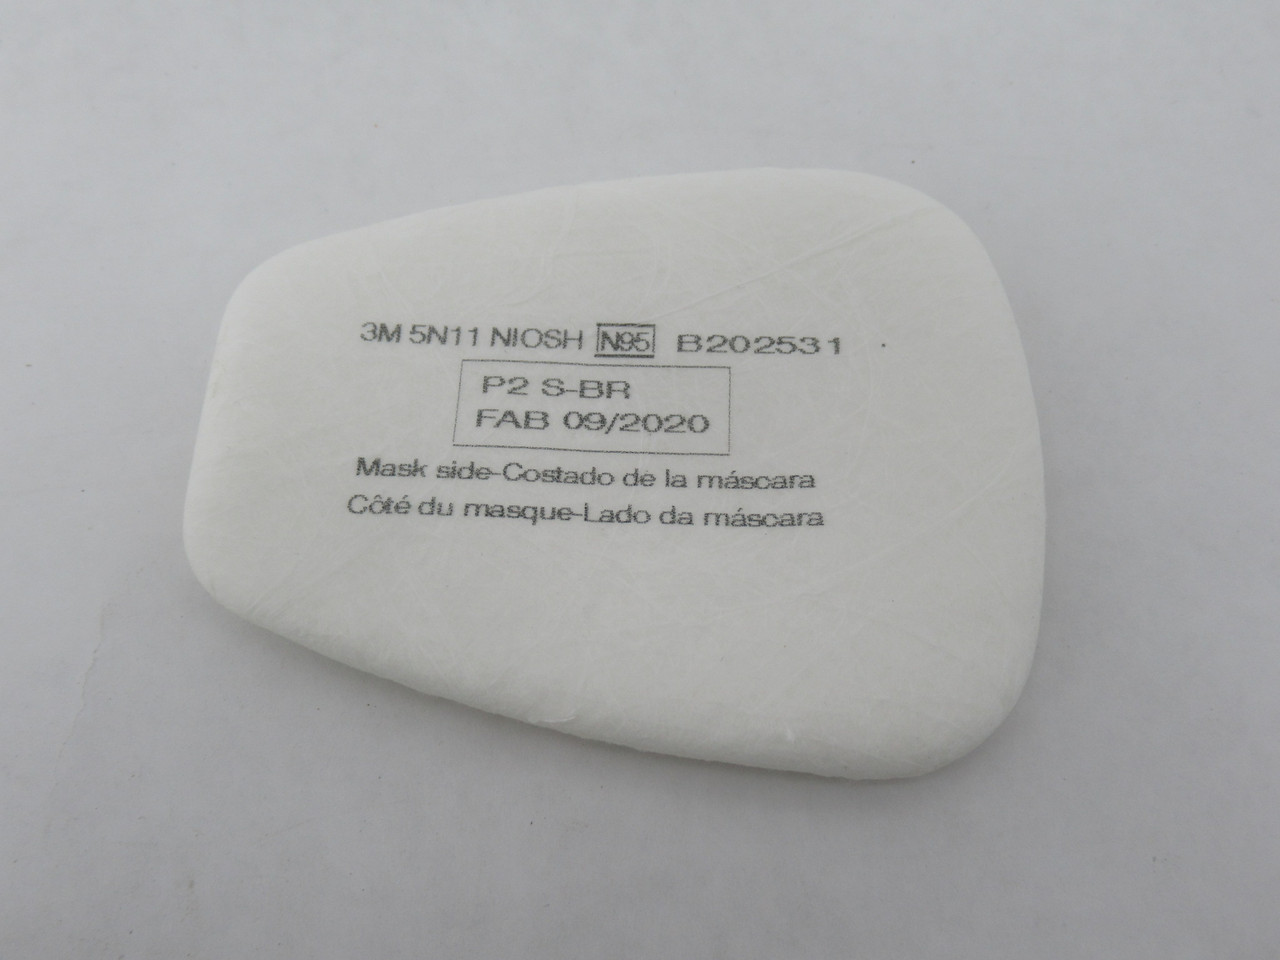 3M 5N11 NIOSH N95 B202531
P2 S-BR
FAB 09/2020
Mask side-Costado de la máscara
Côté du masque-Lado da máscara